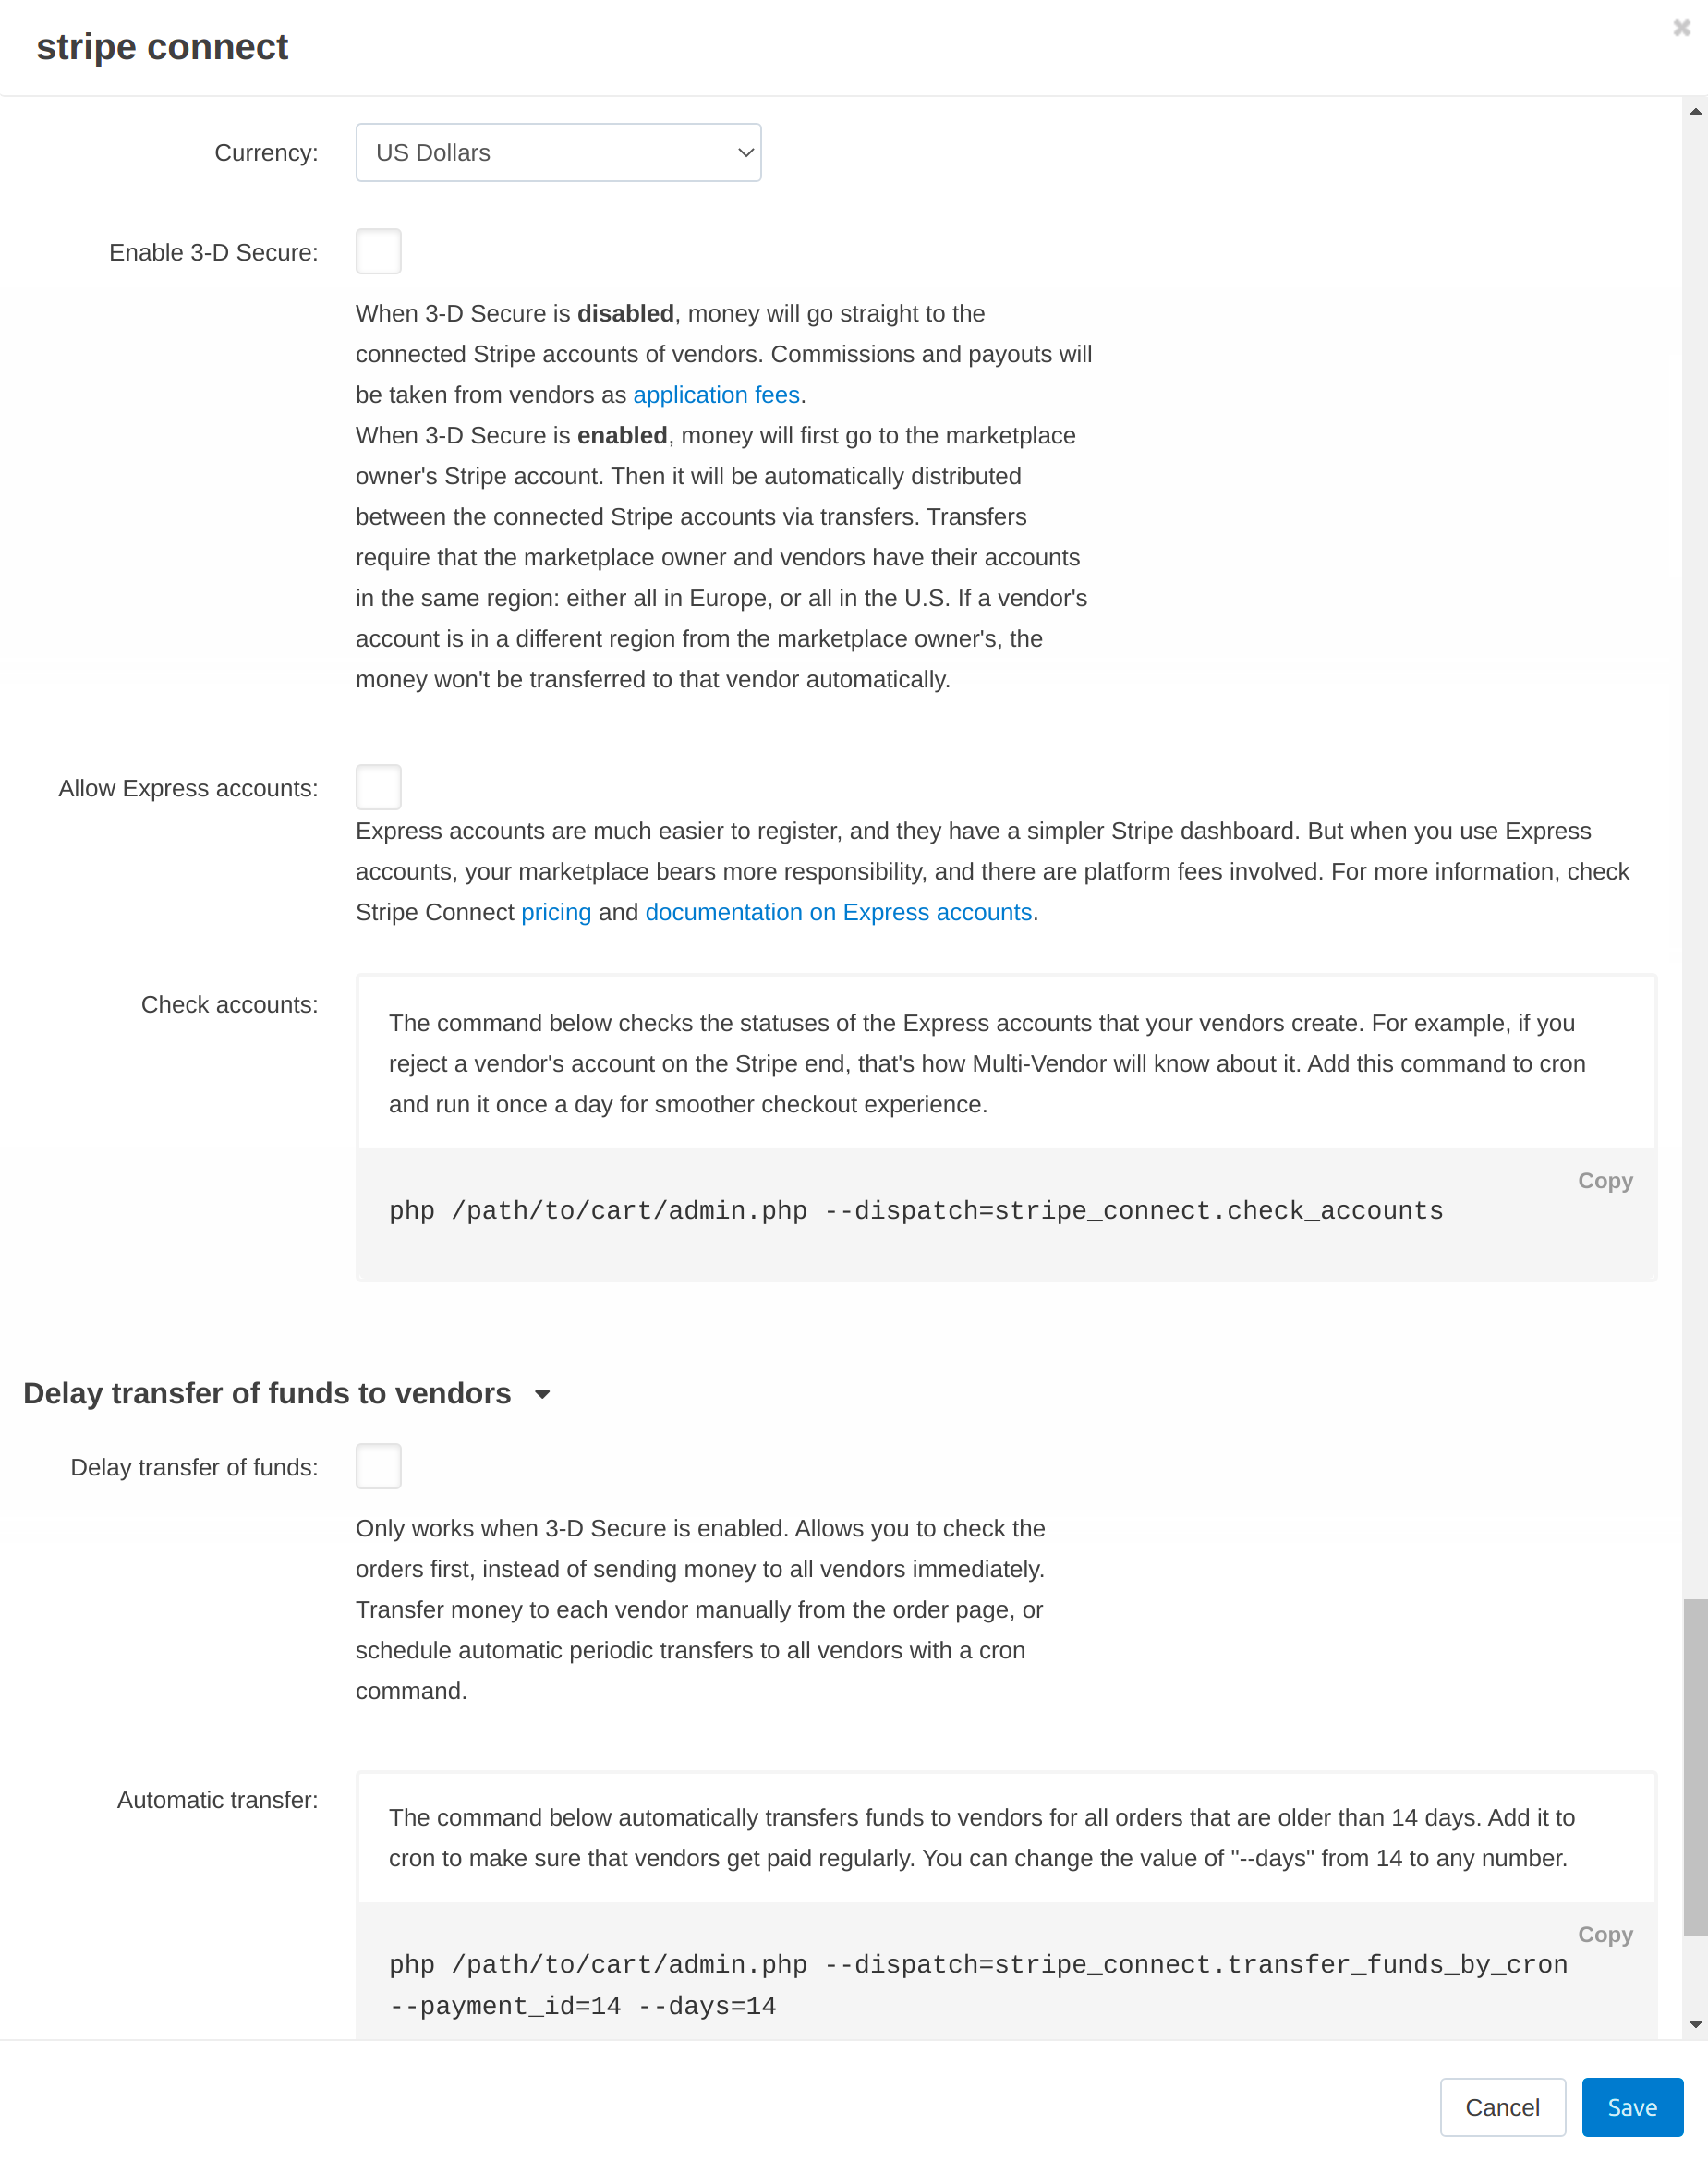 stripe connect
Currency:
US Dollars
Enable 3-D Secure:
When 3-D Secure is disabled, money will go straight to the
connected Stripe accounts of vendors. Commissions and payouts will
be taken from vendors as application fees.
When 3-D Secure is enabled, money will first go to the marketplace
owner's Stripe account. Then it will be automatically distributed
between the connected Stripe accounts via transfers. Transfers
require that the marketplace owner and vendors have their accounts
in the same region: either all in Europe, or all in the U.S. If a vendor's
account is in a different region from the marketplace owner's, the
money won't be transferred to that vendor automatically.
Allow Express accounts:
Express accounts are much easier to register, and they have a simpler Stripe dashboard. But when you use Express
accounts, your marketplace bears more responsibility, and there are platform fees involved. For more information, check
Stripe Connect pricing and documentation on Express accounts.
Check accounts:
The command below checks the statuses of the Express accounts that your vendors create. For example, if you
reject a vendor's account on the Stripe end, that's how Multi-Vendor will know about it. Add this command to cron
and run it once a day for smoother checkout experience.
Copy
php /path/to/cart/admin.php --dispatch=stripe_connect.check_accounts
Delay transfer of funds to vendors
Delay transfer of funds:
Only works when 3-D Secure is enabled. Allows you to check the
orders first, instead of sending money to all vendors immediately.
Transfer money to each vendor manually from the order page, or
schedule automatic periodic transfers to all vendors with a cron
command.
Automatic transfer:
The command below automatically transfers funds to vendors for all orders that are older than 14 days. Add it to
cron to make sure that vendors get paid regularly. You can change the value of "--days" from 14 to any number.
Copy
php /path/to/cart/admin.php --dispatch=stripe_connect.transfer_funds_by_cron
--payment_id=14 --days=14
Cancel
Save